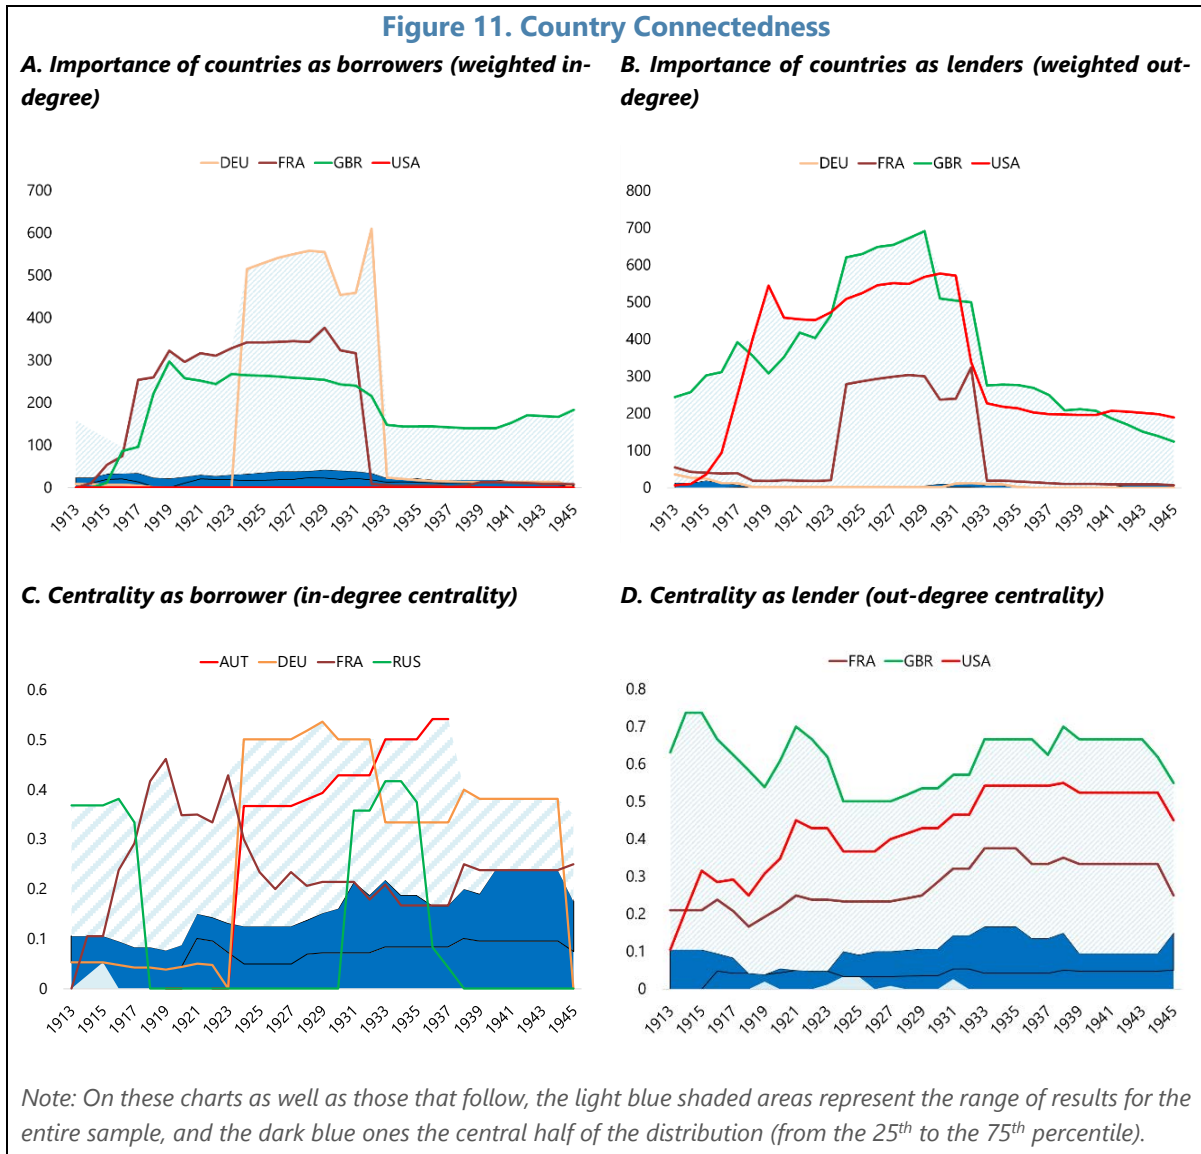 Figure 11. Country Connectedness
A. Importance of countries as borrowers (weighted in-
degree)
DEU FRA GBR USA
700
600
500
400
300
200
100
0
1913 1915 1917 1919 1921 1923 1925 1927 1929 1931 1933 1935 1937 1939 1941 1943 1945
B. Importance of countries as lenders (weighted out-
degree)
DEU FRA GBR USA
800
700
600
500
400
300
200
100
0
1913 1915 1917 1919 1921 1923 1925 1927 1929 1931 1933 1935 1937 1939 1941 1943 1945
C. Centrality as borrower (in-degree centrality)
AUT DEU FRA RUS
0.6
0.5
0.4
0.3
0.2
0.1
0
1913 1915 1917 1919 1921 1923 1925 1927 1929 1931 1933 1935 1937 1939 1941 1943 1945
D. Centrality as lender (out-degree centrality)
FRA GBR USA
0.8
0.7
0.6
0.5
0.4
0.3
0.2
0.1
0
1913 1915 1917 1919 1921 1923 1925 1927 1929 1931 1933 1935 1937 1939 1941 1943 1945
Note: On these charts as well as those that follow, the light blue shaded areas represent the range of results for the
entire sample, and the dark blue ones the central half of the distribution (from the 25th to the 75th percentile).